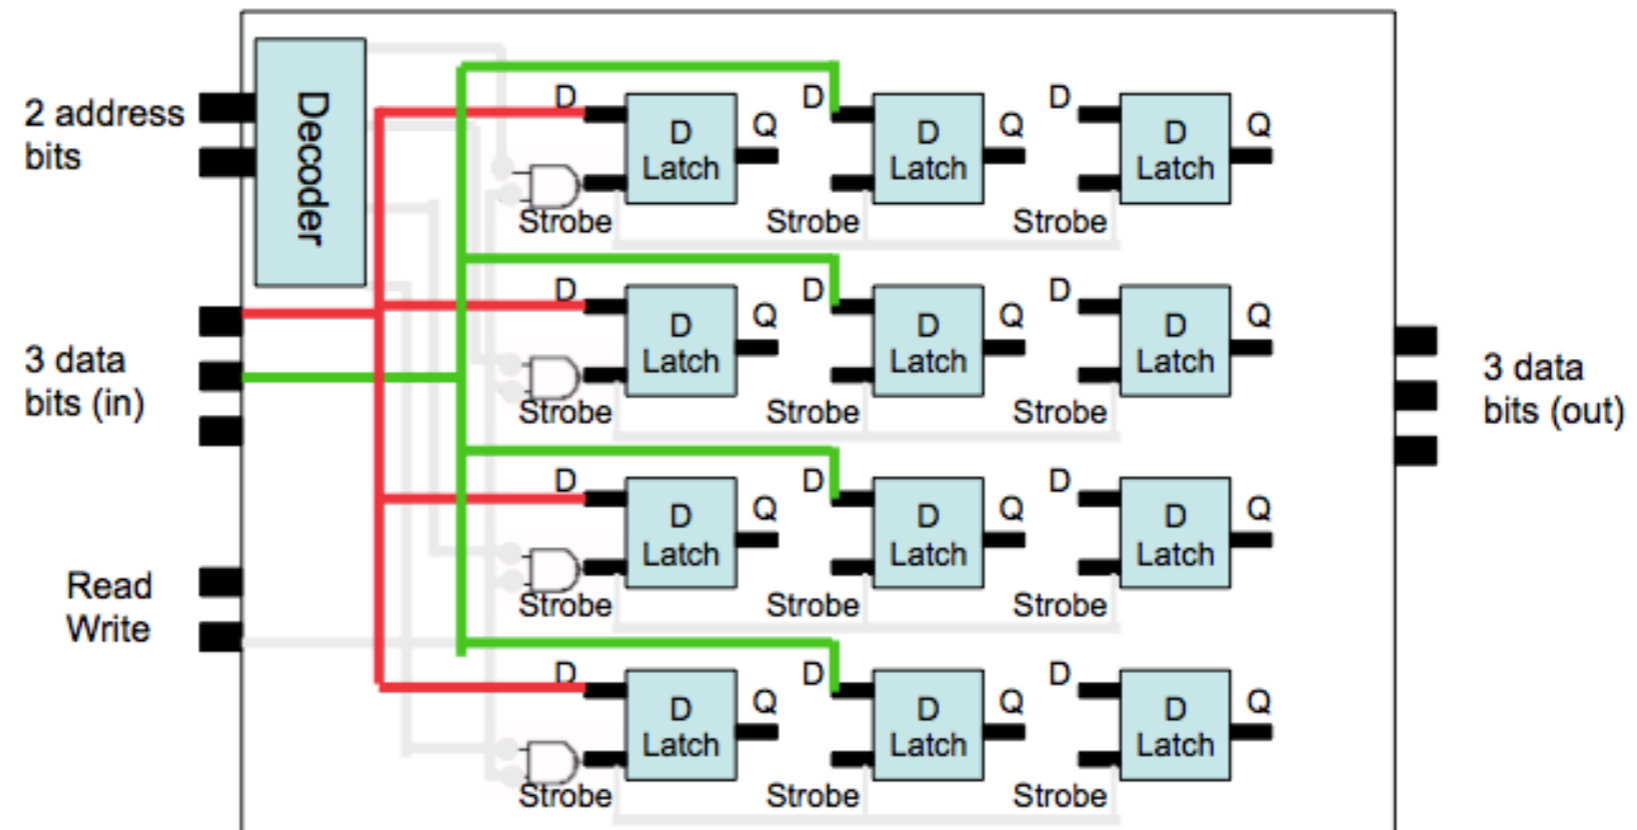 2 address
bits
Decoder
3 data
bits (in)
Read
Write
D
D
Latch
Q
Strobe
D
D
Latch
Q
Strobe
D
D
Latch
Q
Strobe
D
D
Latch
Q
Strobe
D
D
Latch
Q
Strobe
D
D
Latch
Q
Strobe
D
D
Latch
Q
Strobe
D
D
Latch
Q
Strobe
D
D
Latch
Q
Strobe
D
D
Latch
Q
Strobe
D
D
Latch
Q
Strobe
D
D
Latch
Q
Strobe
3 data
bits (out)